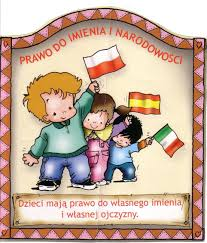 PRAWO DO IMIENIA I NARODOWOŚCI
Dzieci mają prawo do własnego imienia
i własnej ojczyzny.